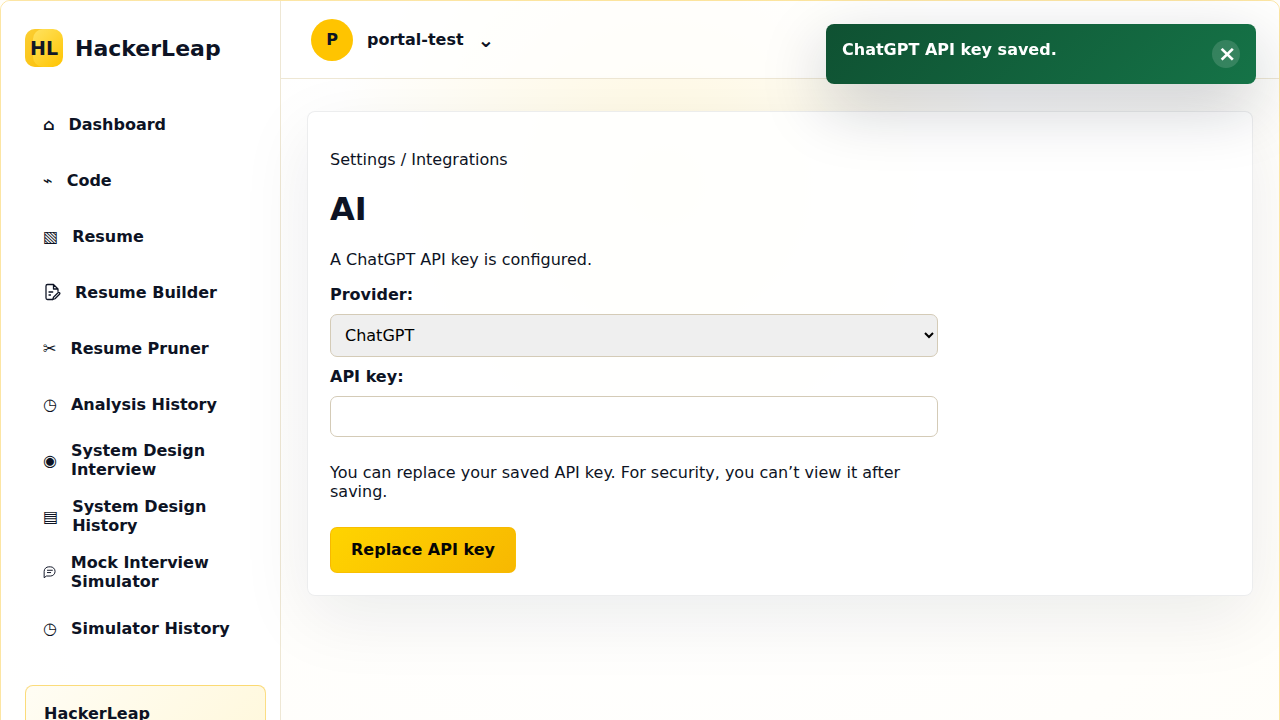 HL HackerLeap
Dashboard
Code
Resume
Resume Builder
Resume Pruner
Analysis History
System Design
Interview
System Design
History
Mock Interview
Simulator
Simulator History
HackerLeap
P portal-test
ChatGPT API key saved.
Settings / Integrations
AI
A ChatGPT API key is configured.
Provider:
ChatGPT
API key:
You can replace your saved API key. For security, you can’t view it after
saving.
Replace API key